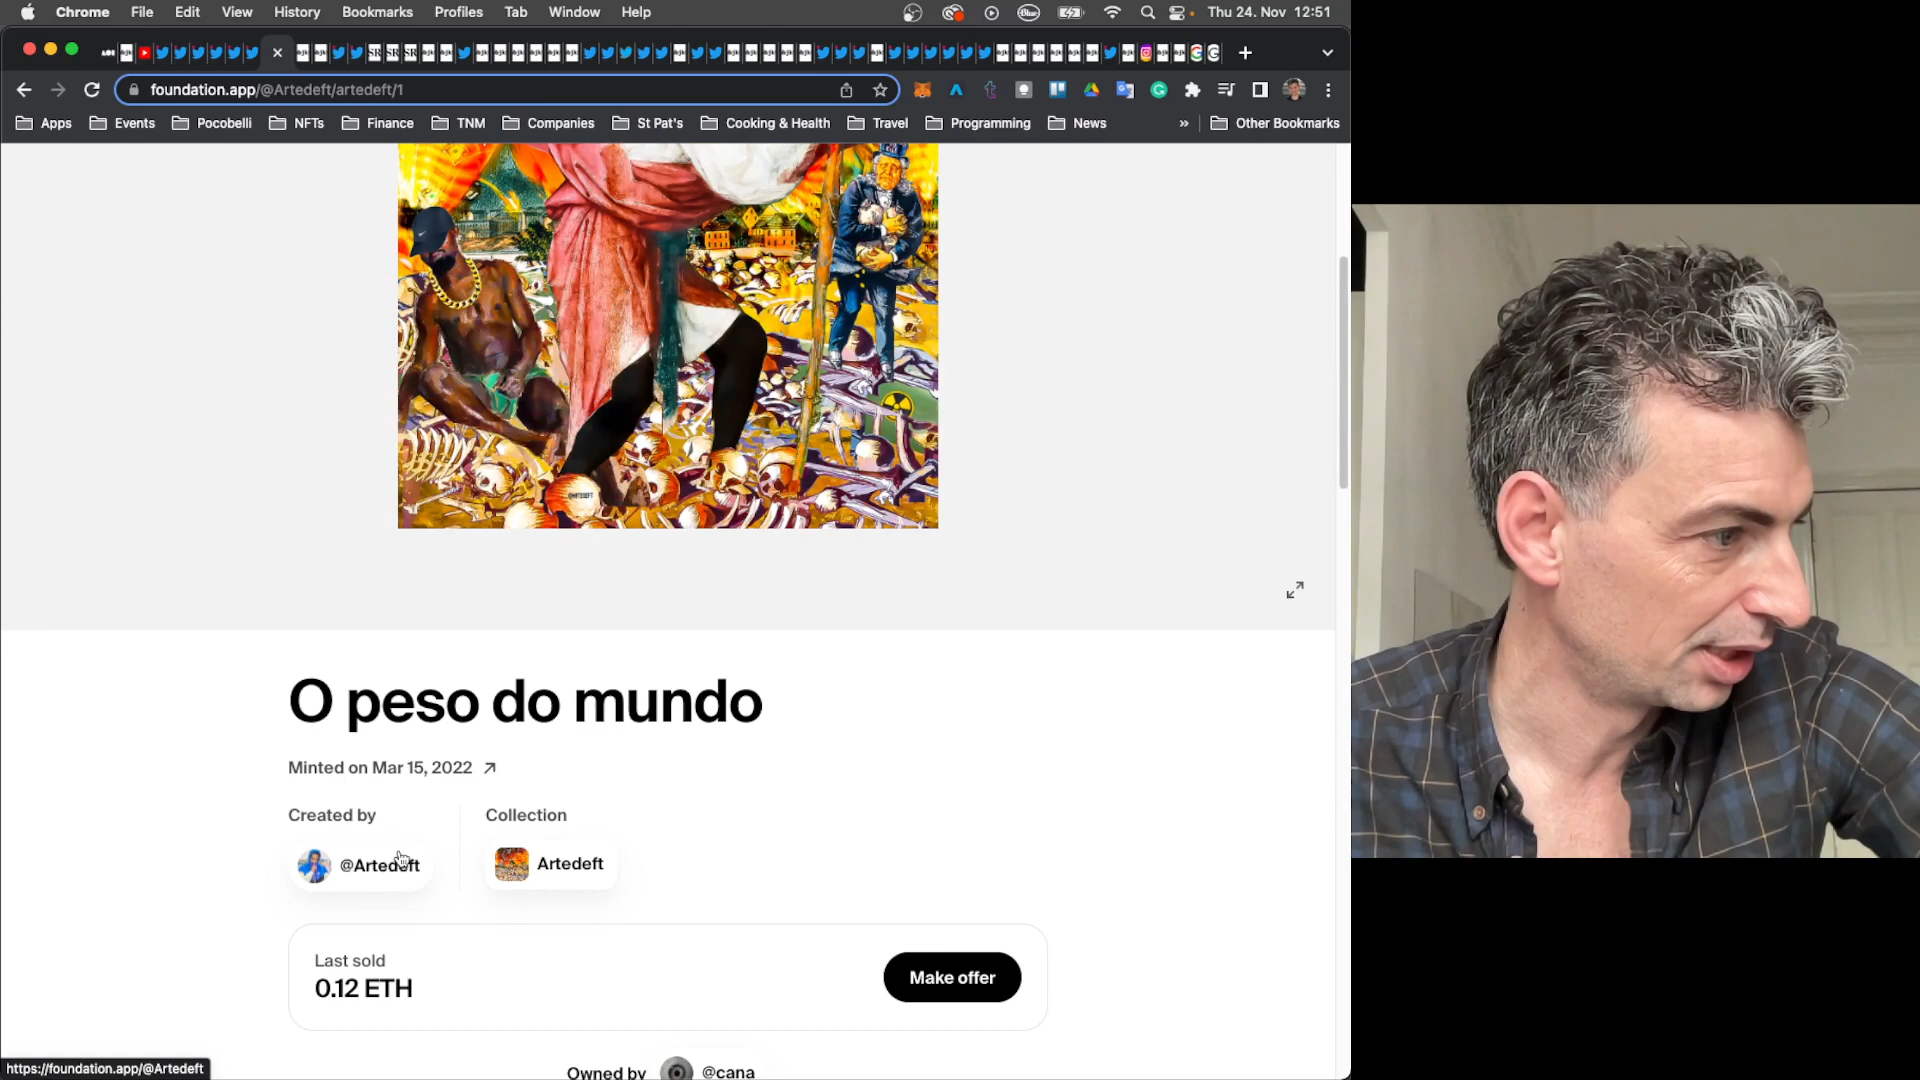 Chrome File Edit View History Bookmarks Profiles Tab Window Help Blue Thu 24. Nov 12:51
foundation.app/@Artedeft/artedeft/1
Apps Events Pocobelli NFTs Finance TNM Companies St Pat's Cooking & Health Travel Programming News » Other Bookmarks
O peso do mundo
Minted on Mar 15, 2022
Created by
Collection
@Artedeft
Artedeft
Last sold
0.12 ETH
Make offer
Owned by @cana
https://foundation.app/@Artedeft